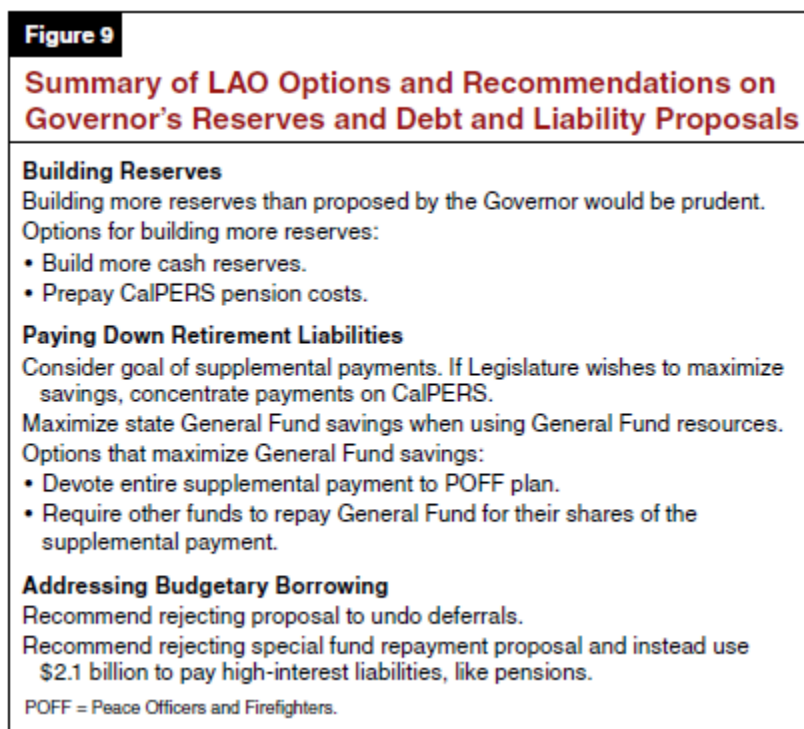 Figure 9
Summary of LAO Options and Recommendations on
Governor's Reserves and Debt and Liability Proposals
Building Reserves
Building more reserves than proposed by the Governor would be prudent.
Options for building more reserves:
• Build more cash reserves.
• Prepay CalPERS pension costs.
Paying Down Retirement Liabilities
Consider goal of supplemental payments. If Legislature wishes to maximize
savings, concentrate payments on CalPERS.
Maximize state General Fund savings when using General Fund resources.
Options that maximize General Fund savings:
• Devote entire supplemental payment to POFF plan.
• Require other funds to repay General Fund for their shares of the
supplemental payment.
Addressing Budgetary Borrowing
Recommend rejecting proposal to undo deferrals.
Recommend rejecting special fund repayment proposal and instead use
$2.1 billion to pay high-interest liabilities, like pensions.
POFF = Peace Officers and Firefighters.